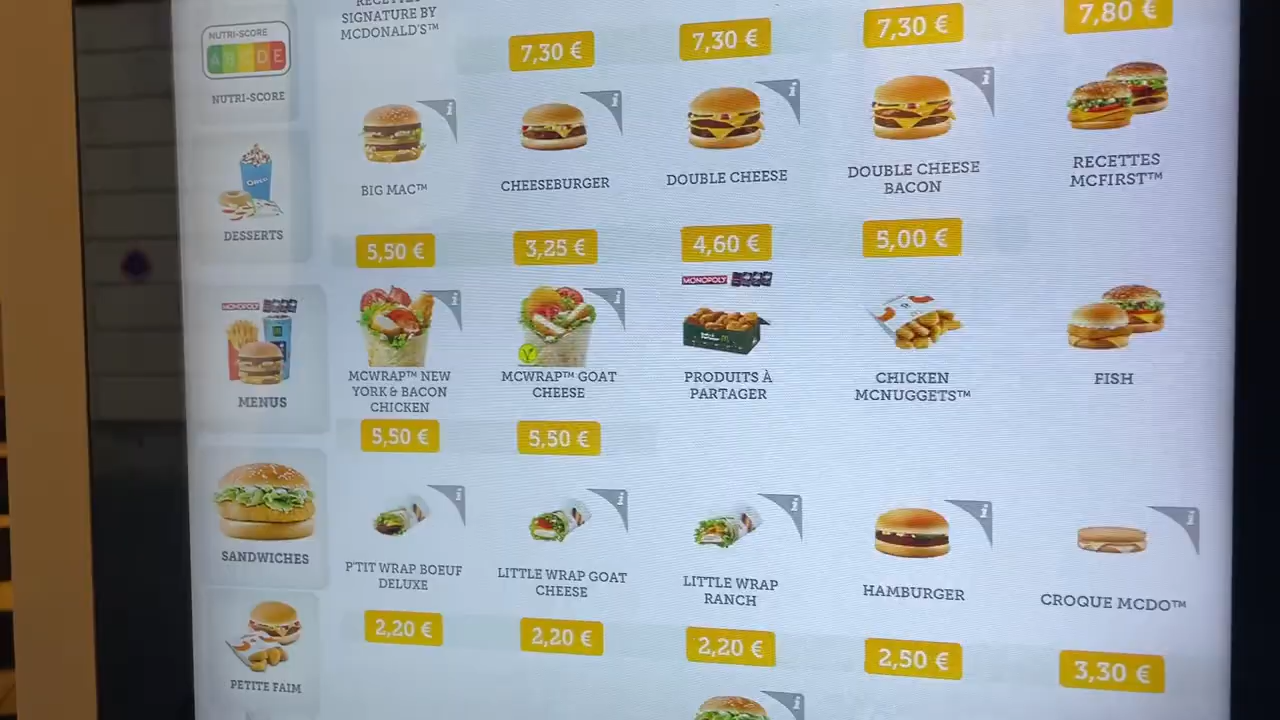 NUTRI-SCORE
A B C D E
NUTRI-SCORE
DESSERTS
MONOPOLY
MENUS
SANDWICHES
PETITE FAIM
RECETTES
SIGNATURE BY
MCDONALD'S™
7,30 €
7,30 €
7,30 €
7,80 €
BIG MAC™
CHEESEBURGER
DOUBLE CHEESE
DOUBLE CHEESE
BACON
RECETTES
MCFIRST™
5,50 €
3,25 €
4,60 €
5,00 €
MONOPOLY
MCWRAP™ NEW
YORK & BACON
CHICKEN
MCWRAP™ GOAT
CHEESE
PRODUITS À
PARTAGER
CHICKEN
MCNUGGETS™
FISH
5,50 €
5,50 €
P'TIT WRAP BOEUF
DELUXE
LITTLE WRAP GOAT
CHEESE
LITTLE WRAP
RANCH
HAMBURGER
CROQUE MCDO™
2,20 €
2,20 €
2,20 €
2,50 €
3,30 €